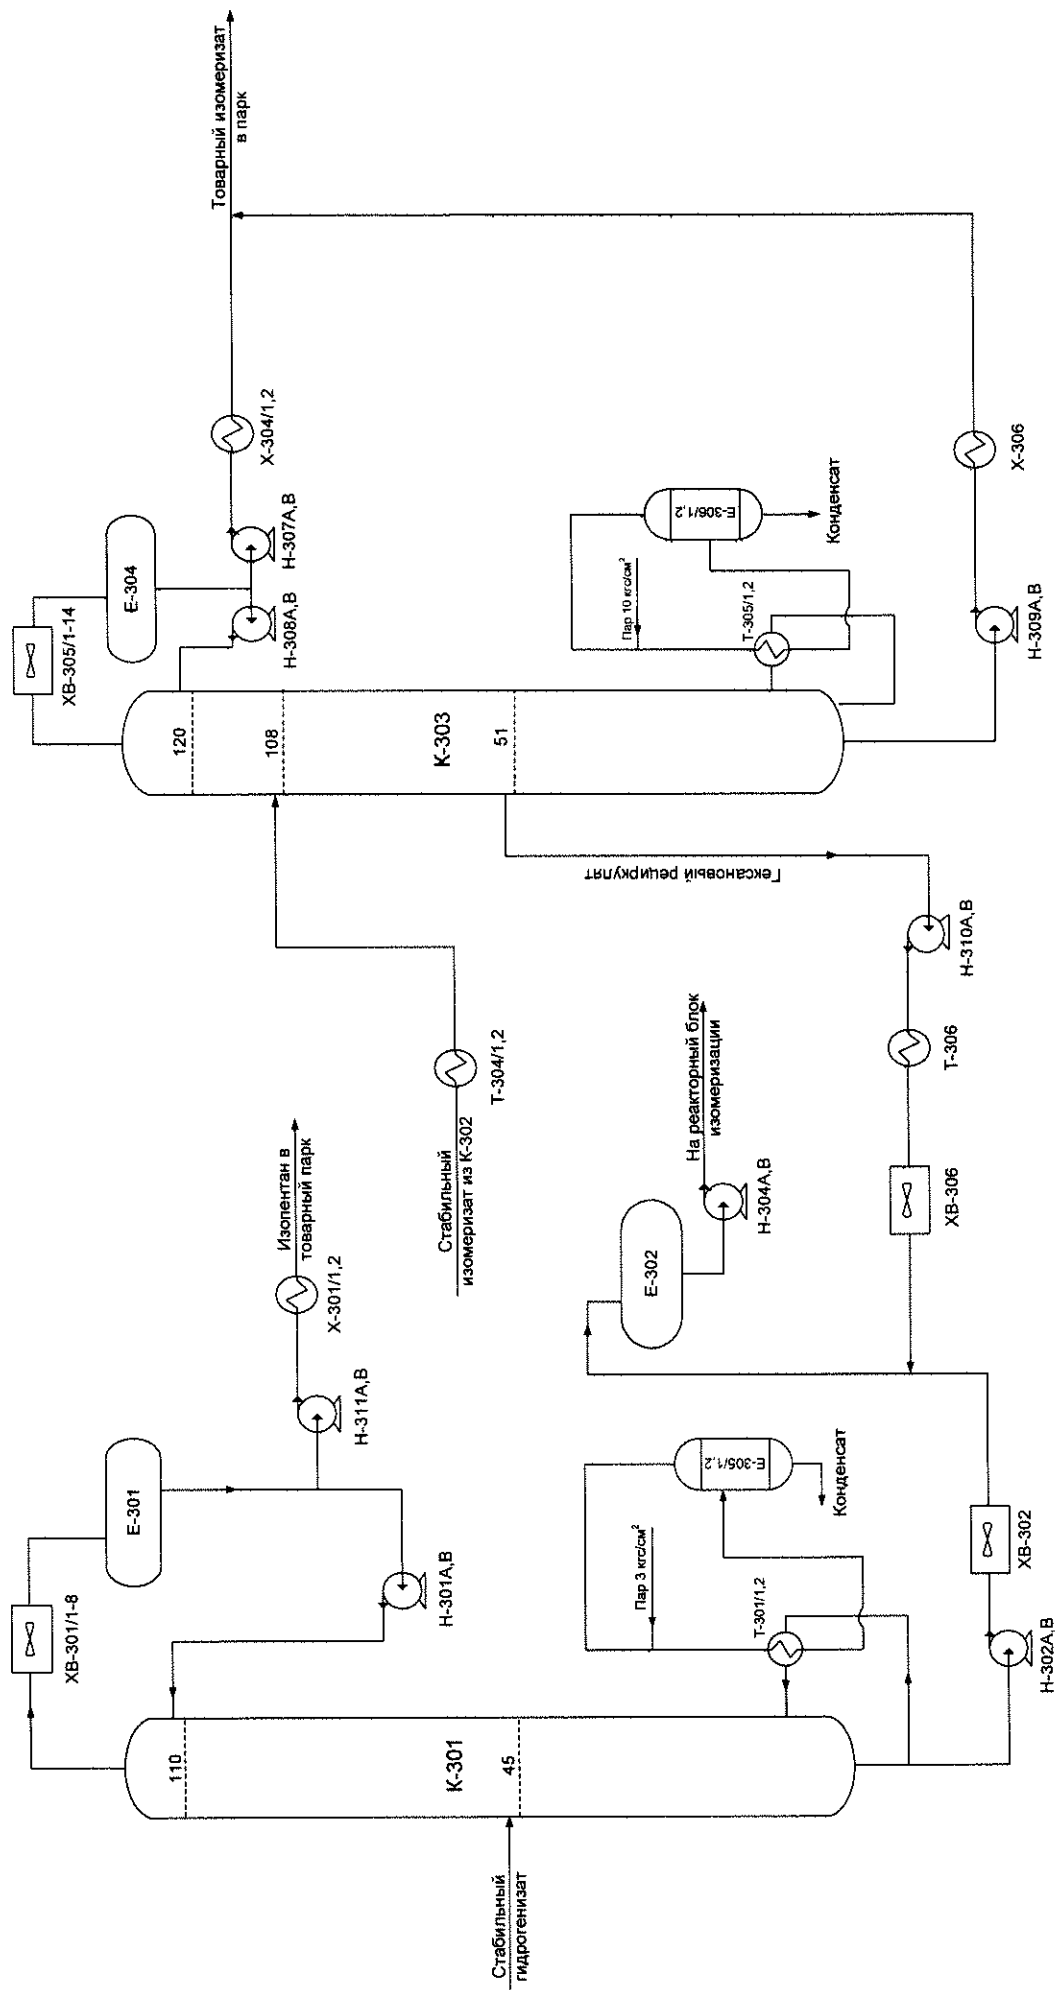 ХВ-301/1-8
Е-301
110
К-301
45
Стабильный
гидрогенизат
Н-301А,В
Н-311А,В
Х-301/1,2
Изопентан в
товарный парк
Пар 3 кгс/см²
Т-301/1,2
Е-305/1,2
Конденсат
Н-302А,В
ХВ-302
Е-302
Н-304А,В
На реакторный блок
изомеризации
Стабильный
изомеризат из К-302
Т-304/1,2
ХВ-306
Т-306
Н-310А,В
Гексановый рециркулят
ХВ-305/1-14
Е-304
120
108
К-303
51
Н-308А,В
Н-307А,В
Х-304/1,2
Товарный изомеризат
в парк
Пар 10 кгс/см²
Т-305/1,2
Е-306/1,2
Конденсат
Н-309А,В
Х-306